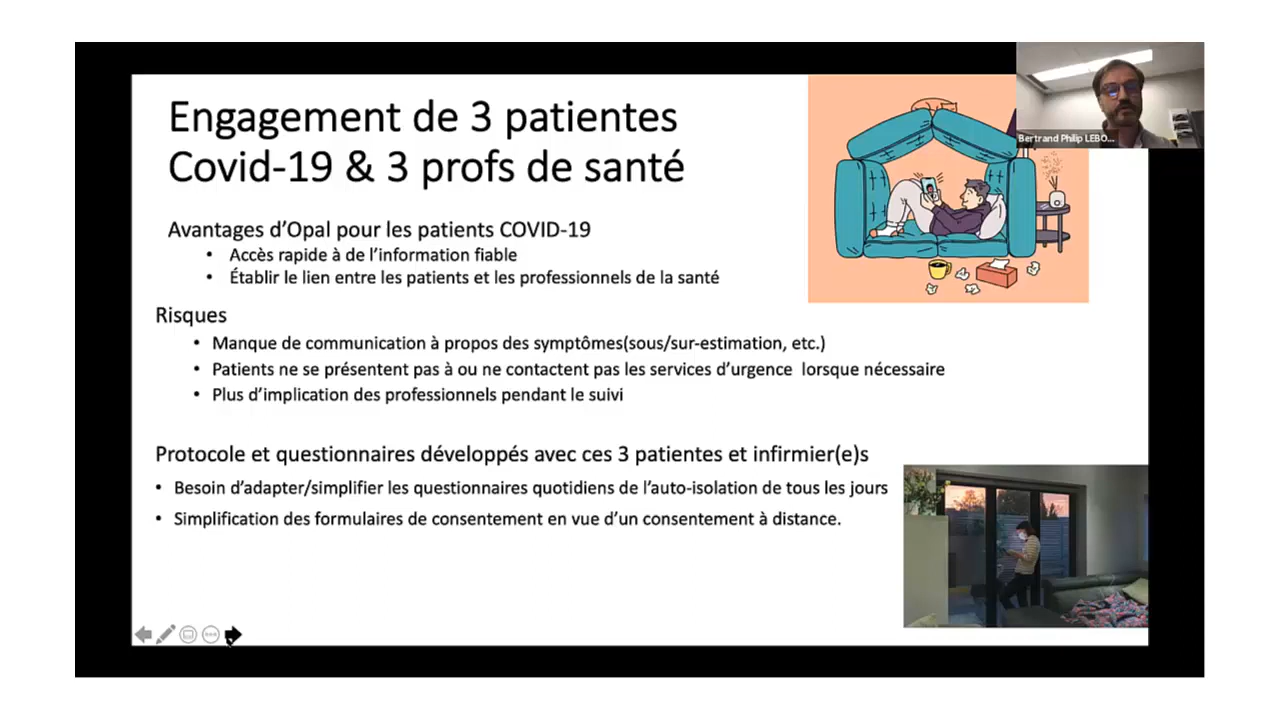 Engagement de 3 patientes
Covid-19 & 3 profs de santé
Bertrand Philip LEBO...
Avantages d'Opal pour les patients COVID-19
• Accès rapide à de l'information fiable
• Établir le lien entre les patients et les professionnels de la santé
Risques
• Manque de communication à propos des symptômes(sous/sur-estimation, etc.)
• Patients ne se présentent pas à ou ne contactent pas les services d'urgence lorsque nécessaire
• Plus d'implication des professionnels pendant le suivi
Protocole et questionnaires développés avec ces 3 patientes et infirmier(e)s
• Besoin d'adapter/simplifier les questionnaires quotidiens de l'auto-isolation de tous les jours
• Simplification des formulaires de consentement en vue d'un consentement à distance.